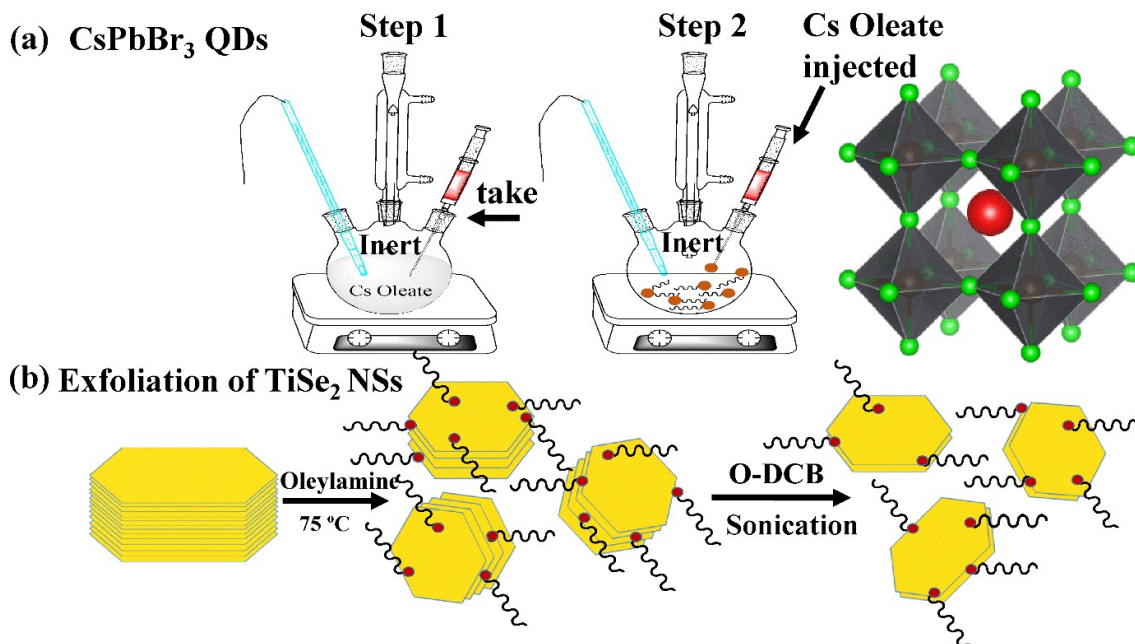 (a) CsPbBr₃ QDs
Step 1
Step 2
Cs Oleate
injected
take
Inert
Inert
Cs Oleate
(b) Exfoliation of TiSe₂ NSs
Oleylamine
75 ºC
O-DCB
Sonication